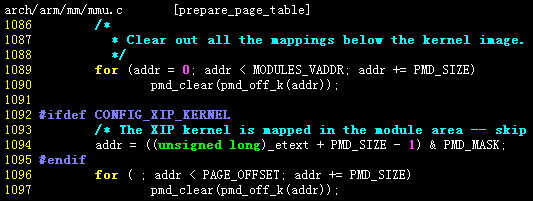 arch/arm/mm/mmu.c [prepare_page_table]
1086 /*
1087 * Clear out all the mappings below the kernel image.
1088 */
1089 for (addr = 0; addr < MODULES_VADDR; addr += PMD_SIZE)
1090 pmd_clear(pmd_off_k(addr));
1091
1092 #ifdef CONFIG_XIP_KERNEL
1093 /* The XIP kernel is mapped in the module area -- skip
1094 addr = ((unsigned long)_etext + PMD_SIZE - 1) & PMD_MASK;
1095 #endif
1096 for ( ; addr < PAGE_OFFSET; addr += PMD_SIZE)
1097 pmd_clear(pmd_off_k(addr));